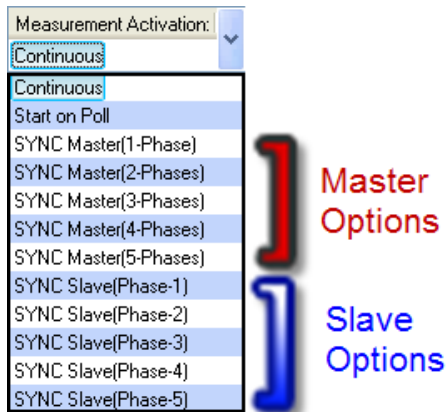 Measurement Activation:
Continuous
Continuous
Start on Poll
SYNC Master(1-Phase)
SYNC Master(2-Phases)
SYNC Master(3-Phases)
SYNC Master(4-Phases)
SYNC Master(5-Phases)
SYNC Slave(Phase-1)
SYNC Slave(Phase-2)
SYNC Slave(Phase-3)
SYNC Slave(Phase-4)
SYNC Slave(Phase-5)
Master
Options
Slave
Options